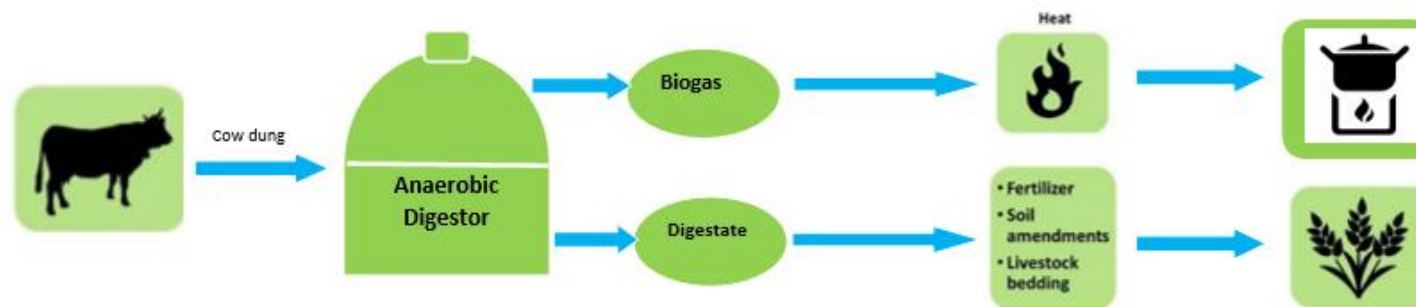 Heat
Biogas
Cow dung
Anaerobic
Digestor
• Fertilizer
• Soil
amendments
• Livestock
bedding
Digestate